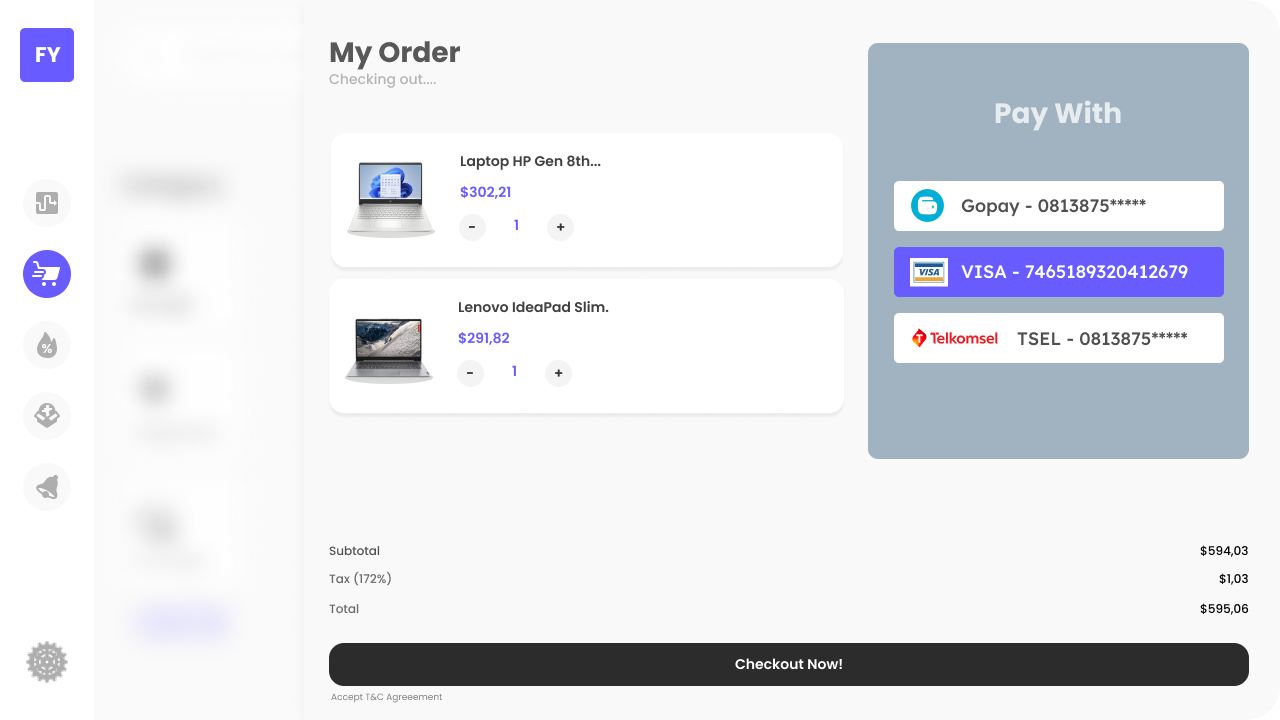 FY
My Order
Checking out....
Laptop HP Gen 8th...
$302,21
- 1 +
Lenovo IdeaPad Slim.
$291,82
- 1 +
Pay With
Gopay - 0813875*****
VISA VISA - 7465189320412679
Telkomsel TSEL - 0813875*****
Subtotal $594,03
Tax (172%) $1,03
Total $595,06
Checkout Now!
Accept T&C Agreeement